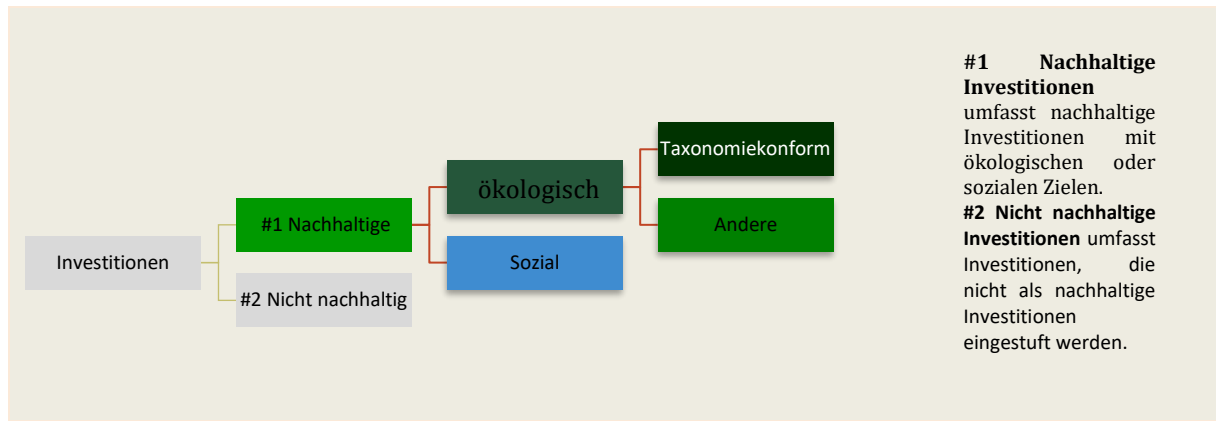 Investitionen
#1 Nachhaltige
#2 Nicht nachhaltig
ökologisch
Sozial
Taxonomiekonform
Andere
#1 Nachhaltige
Investitionen
umfasst nachhaltige
Investitionen mit
ökologischen oder
sozialen Zielen.
#2 Nicht nachhaltige
Investitionen umfasst
Investitionen, die
nicht als nachhaltige
Investitionen
eingestuft werden.